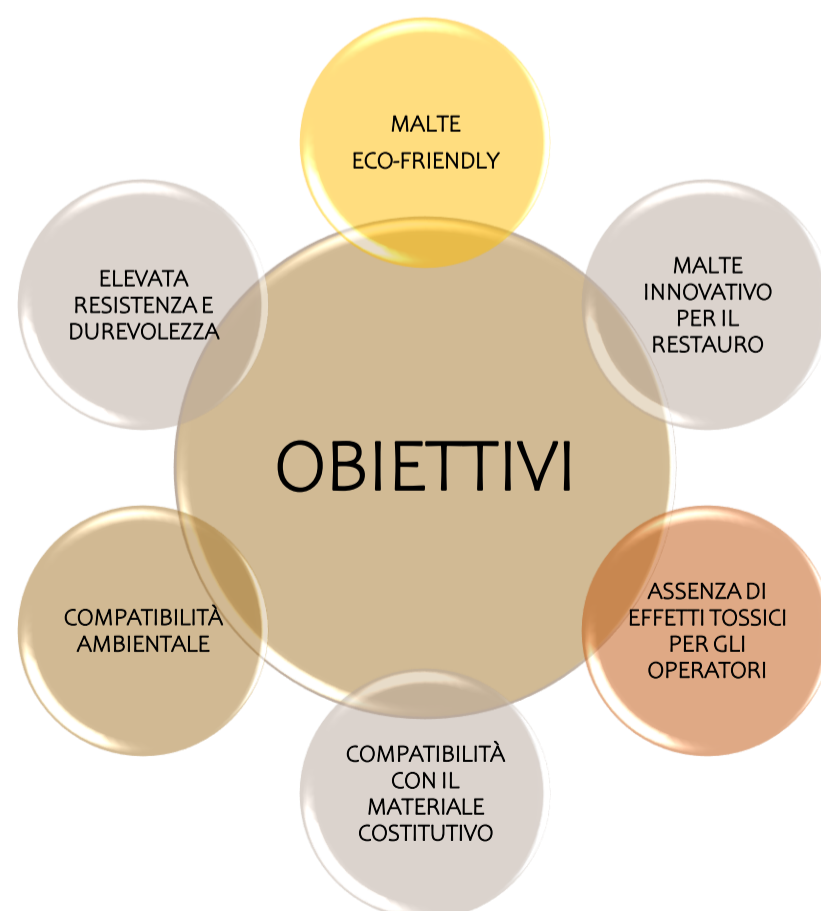 MALTE
ECO-FRIENDLY
ELEVATA
RESISTENZA E
DUREVOLEZZA
MALTE
INNOVATIVO
PER IL
RESTAURO
OBIETTIVI
COMPATIBILITÀ
AMBIENTALE
ASSENZA DI
EFFETTI TOSSICI
PER GLI
OPERATORI
COMPATIBILITÀ
CON IL
MATERIALE
COSTITUTIVO